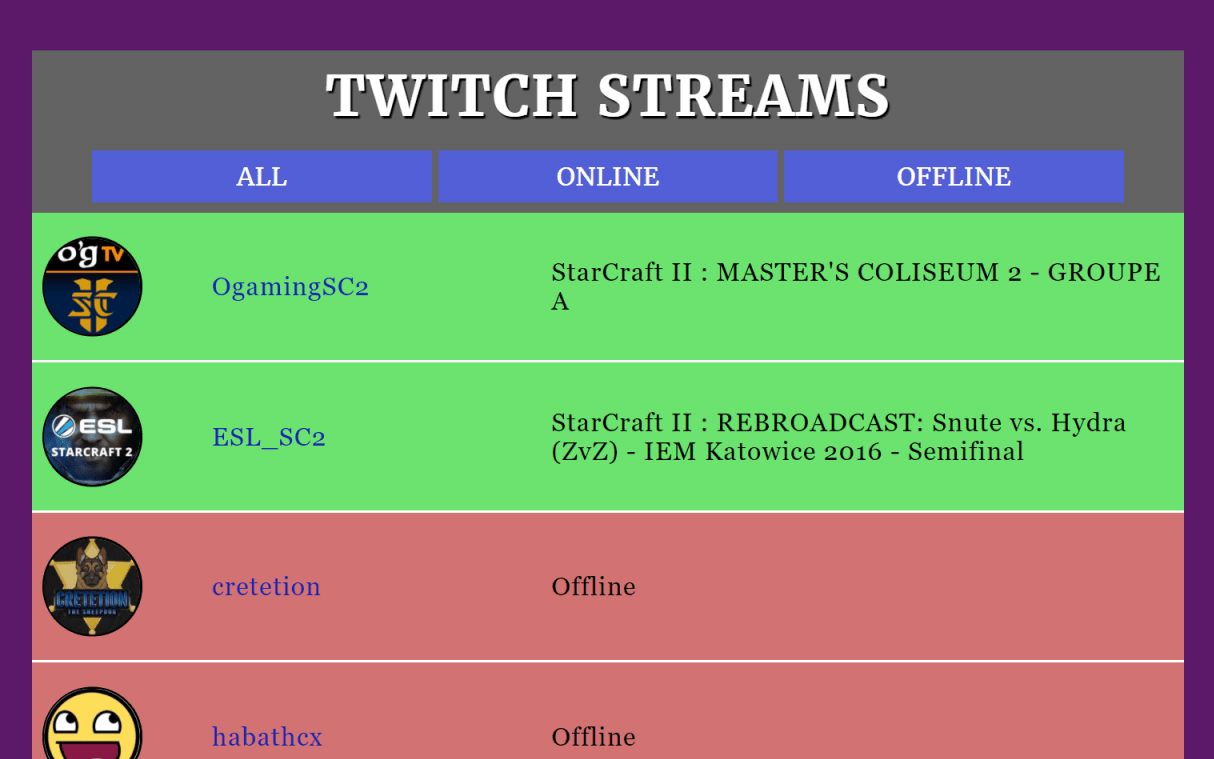 TWITCH STREAMS
ALL
ONLINE
OFFLINE
o'g TV
SC
OgamingSC2
StarCraft II : MASTER'S COLISEUM 2 - GROUPE
A
ESL
STARCRAFT 2
ESL_SC2
StarCraft II : REBROADCAST: Snute vs. Hydra
(ZvZ) - IEM Katowice 2016 - Semifinal
CRETETION
THE SHEEPDOG
cretetion
Offline
habathcx
Offline